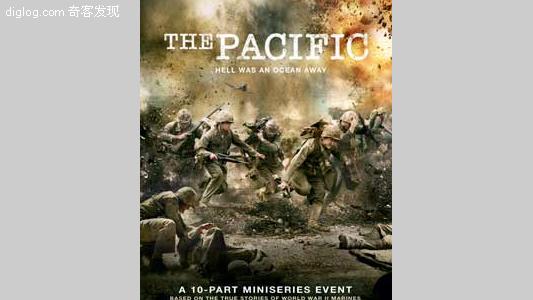 diglog.com 奇客发现
THE PACIFIC
HELL WAS AN OCEAN AWAY
A 10-PART MINISERIES EVENT
BASED ON THE TRUE STORIES OF WORLD WAR II MARINES